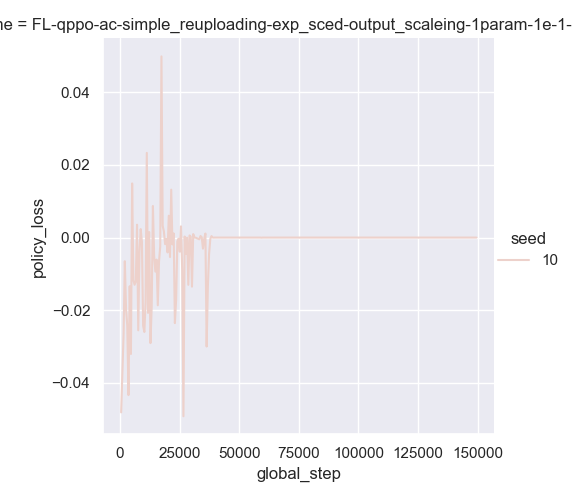 ne = FL-qppo-ac-simple_reuploading-exp_sced-output_scaleing-1param-1e-1-
0.04
0.02
0.00
−0.02
−0.04
policy_loss
seed
10
0 25000 50000 75000 100000 125000 150000
global_step